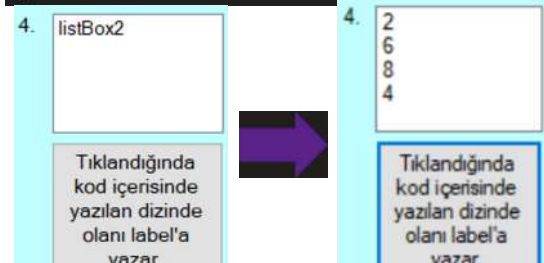 4.
listBox2
Tıklandığında
kod içerisinde
yazılan dizinde
olanı label'a
yazar
4.
2
6
8
4
Tıklandığında
kod içerisinde
yazılan dizinde
olanı label'a
yazar